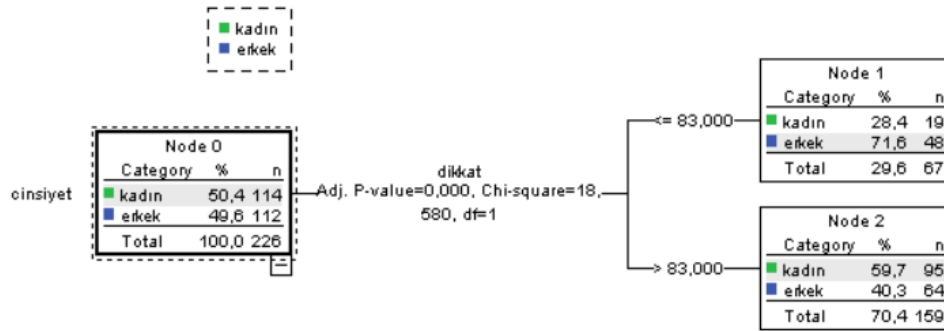 kadın
erkek
cinsiyet
Node 0
Category % n
kadın 50,4 114
erkek 49,6 112
Total 100,0 226
dikkat
Adj. P-value=0,000, Chi-square=18,
580, df=1
<= 83,000
Node 1
Category % n
kadın 28,4 19
erkek 71,6 48
Total 29,6 67
> 83,000
Node 2
Category % n
kadın 59,7 95
erkek 40,3 64
Total 70,4 159